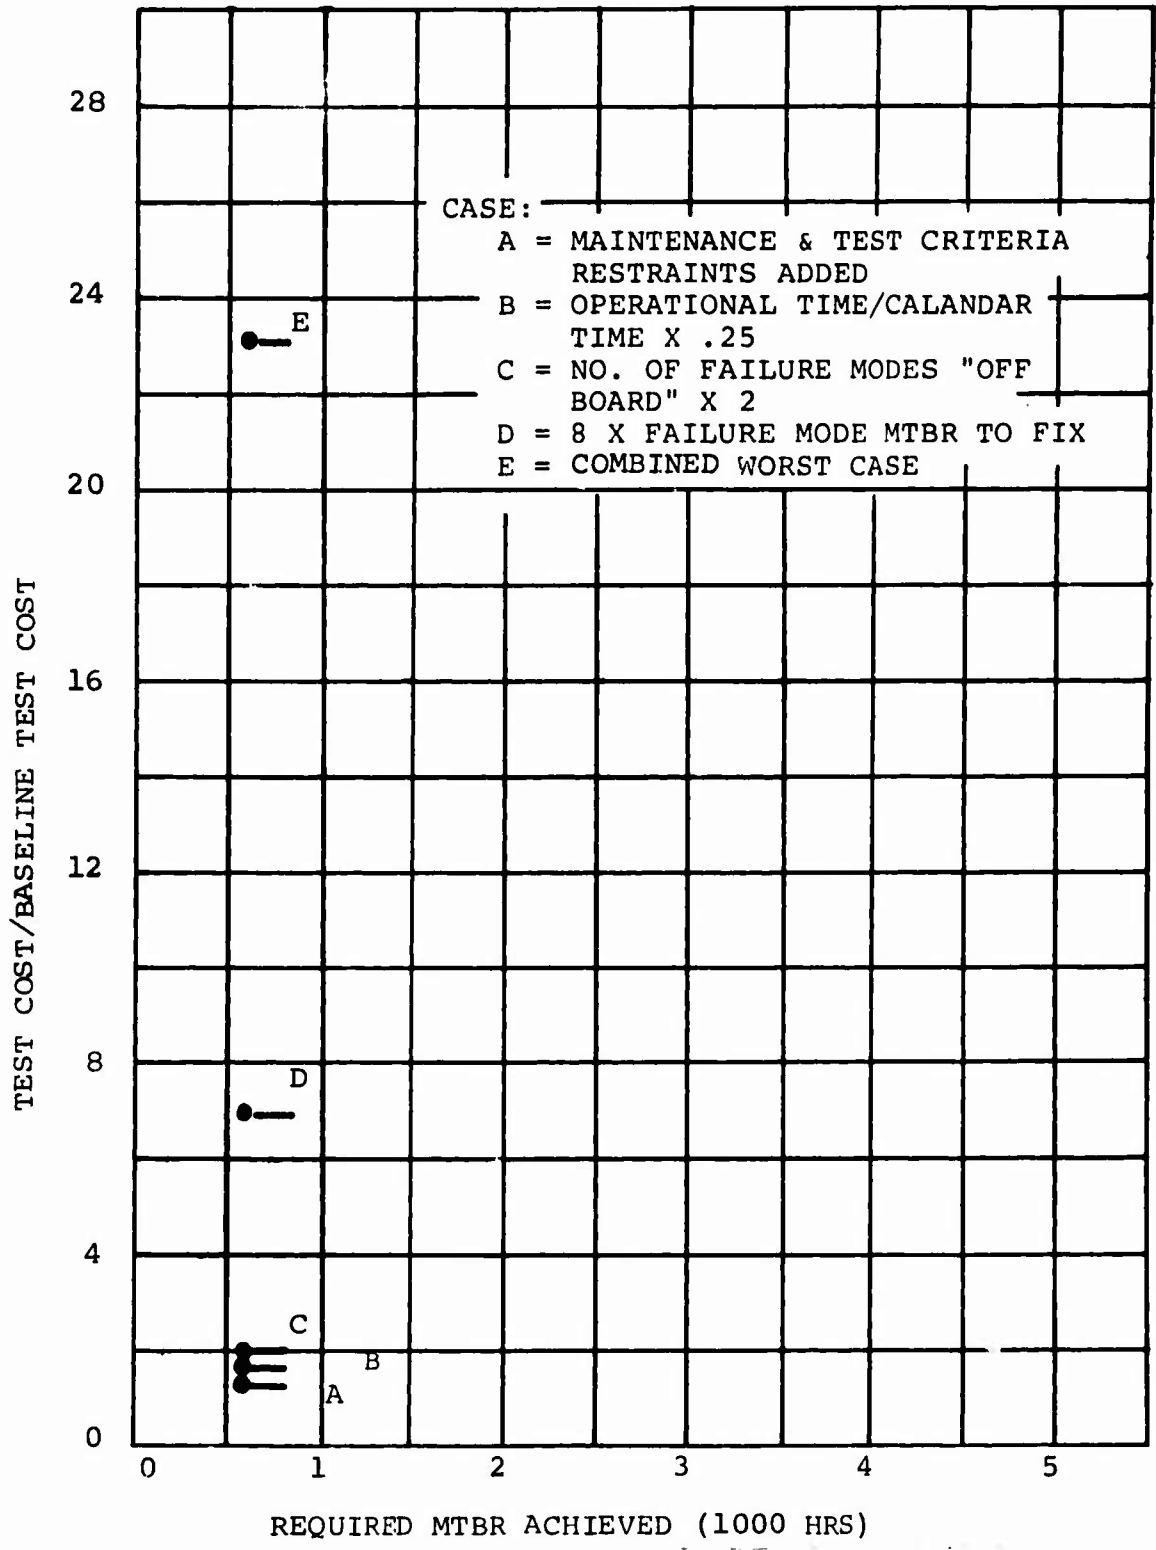 28
CASE:
A = MAINTENANCE & TEST CRITERIA
RESTRAINTS ADDED
24
B = OPERATIONAL TIME/CALANDAR
E
TIME X .25
C = NO. OF FAILURE MODES "OFF
BOARD" X 2
D = 8 X FAILURE MODE MTBR TO FIX
E = COMBINED WORST CASE
20
TEST COST/BASELINE TEST COST
16
12
8
D
4
C
B
A
0
0 1 2 3 4 5
REQUIRED MTBR ACHIEVED (1000 HRS)